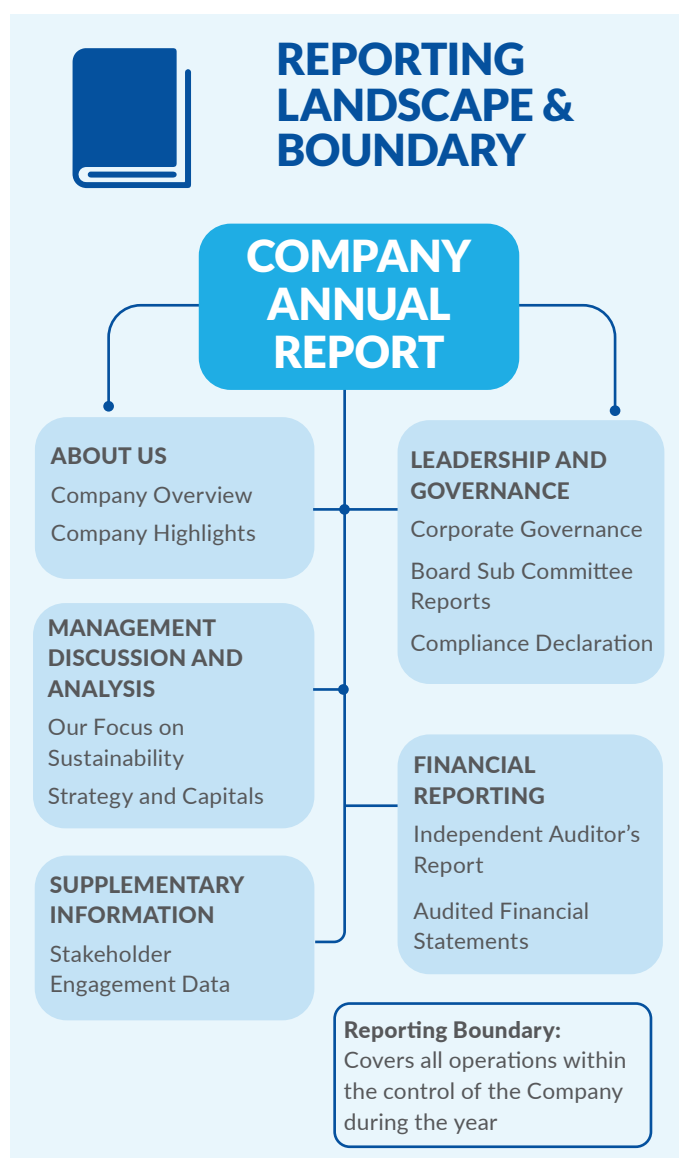 REPORTING
LANDSCAPE &
BOUNDARY
COMPANY
ANNUAL
REPORT
ABOUT US
Company Overview
Company Highlights
LEADERSHIP AND
GOVERNANCE
Corporate Governance
Board Sub Committee
Reports
Compliance Declaration
MANAGEMENT
DISCUSSION AND
ANALYSIS
Our Focus on
Sustainability
Strategy and Capitals
FINANCIAL
REPORTING
Independent Auditor’s
Report
Audited Financial
Statements
SUPPLEMENTARY
INFORMATION
Stakeholder
Engagement Data
Reporting Boundary:
Covers all operations within
the control of the Company
during the year